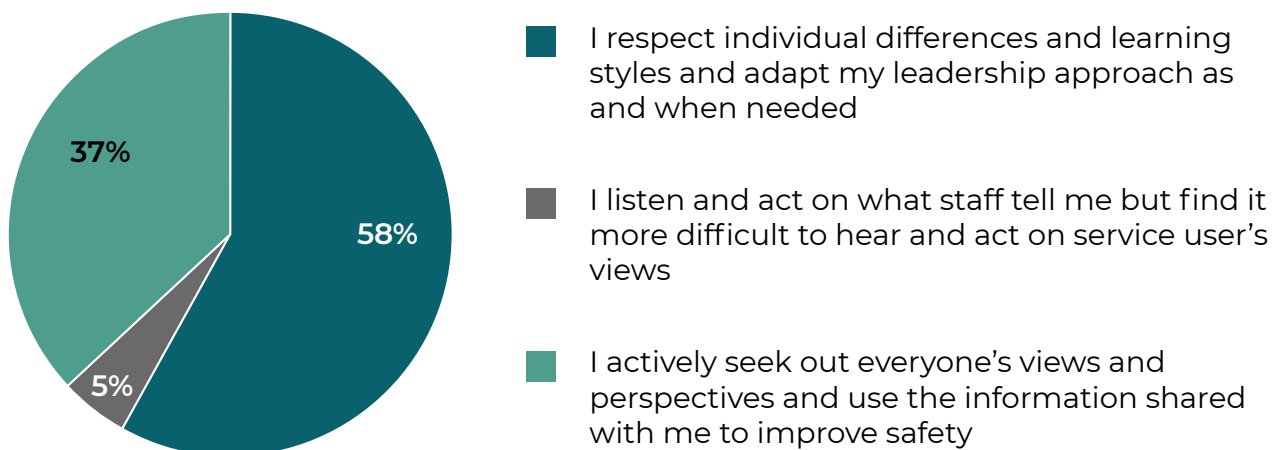 37%
58%
5%
I respect individual differences and learning
styles and adapt my leadership approach as
and when needed
I listen and act on what staff tell me but find it
more difficult to hear and act on service user's
views
I actively seek out everyone’s views and
perspectives and use the information shared
with me to improve safety